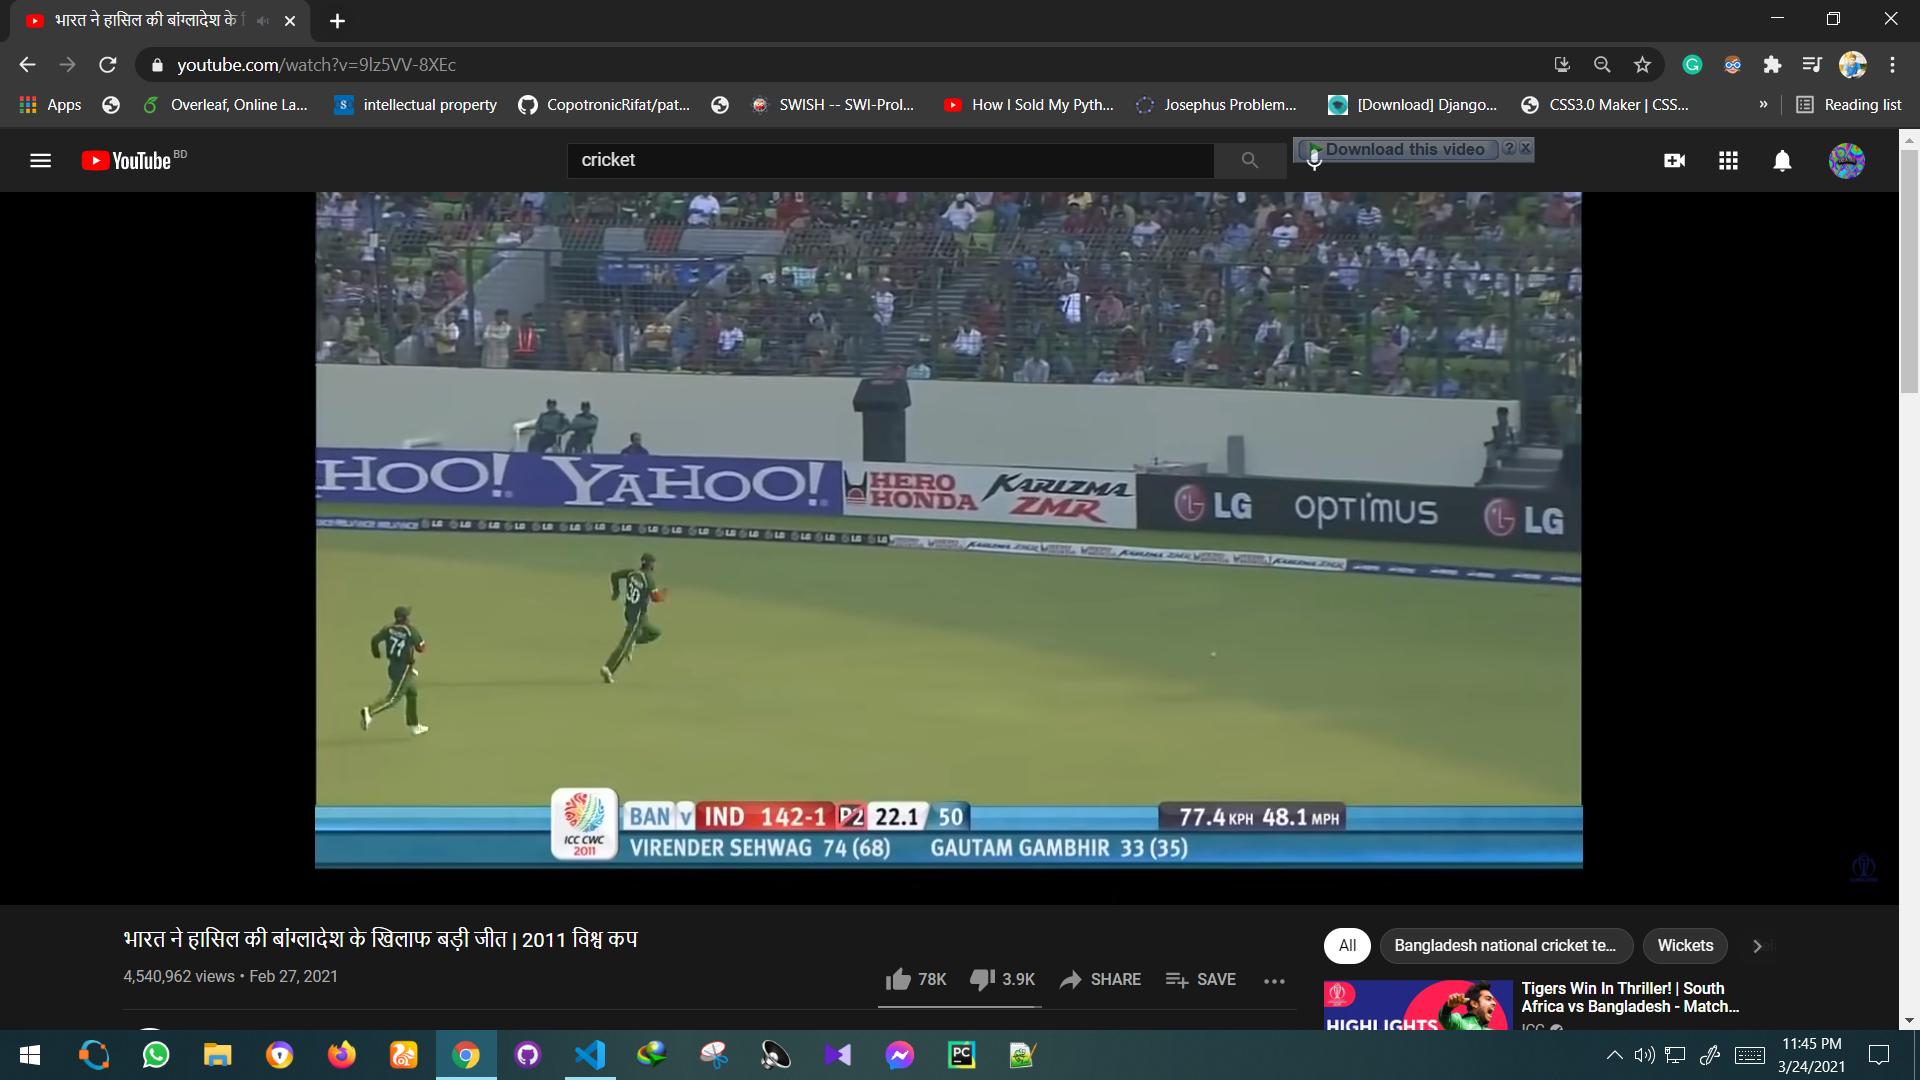 भारत ने हासिल की बांग्लादेश के
youtube.com/watch?v=9lz5VV-8XEc
Apps
Overleaf, Online La...
intellectual property
CopotronicRifat/pat...
SWISH -- SWI-Prol...
How I Sold My Pyth...
Josephus Problem...
[Download] Django...
CSS3.0 Maker | CSS...
»
Reading list
YouTube BD
cricket
Download this video
YAHOO!
HERO HONDA
KARIZMA ZMR
LG
optimus
LG
30
71
BAN v IND 142-1 P2 22.1 50
77.4 KPH 48.1 MPH
ICC CWC 2011
VIRENDER SEHWAG 74 (68) GAUTAM GAMBHIR 33 (35)
भारत ने हासिल की बांग्लादेश के खिलाफ बड़ी जीत | 2011 विश्व कप
4,540,962 views • Feb 27, 2021
78K
3.9K
SHARE
SAVE
All
Bangladesh national cricket te...
Wickets
HIGHLIGHTS
Tigers Win In Thriller! | South
Africa vs Bangladesh - Match...
ICC
PC
11:45 PM
3/24/2021